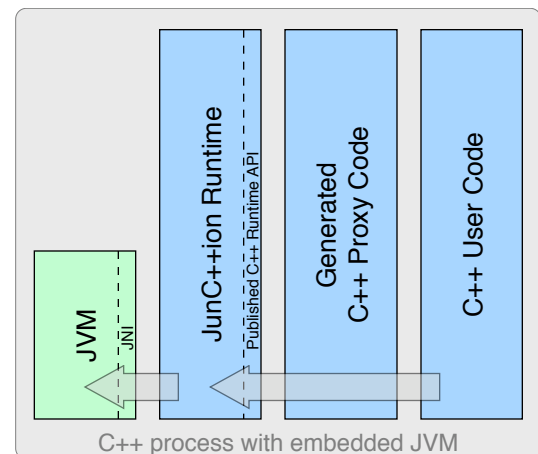 JVM
JNI
JunC++ion Runtime
Published C++ Runtime API
Generated
C++ Proxy Code
C++ User Code
C++ process with embedded JVM